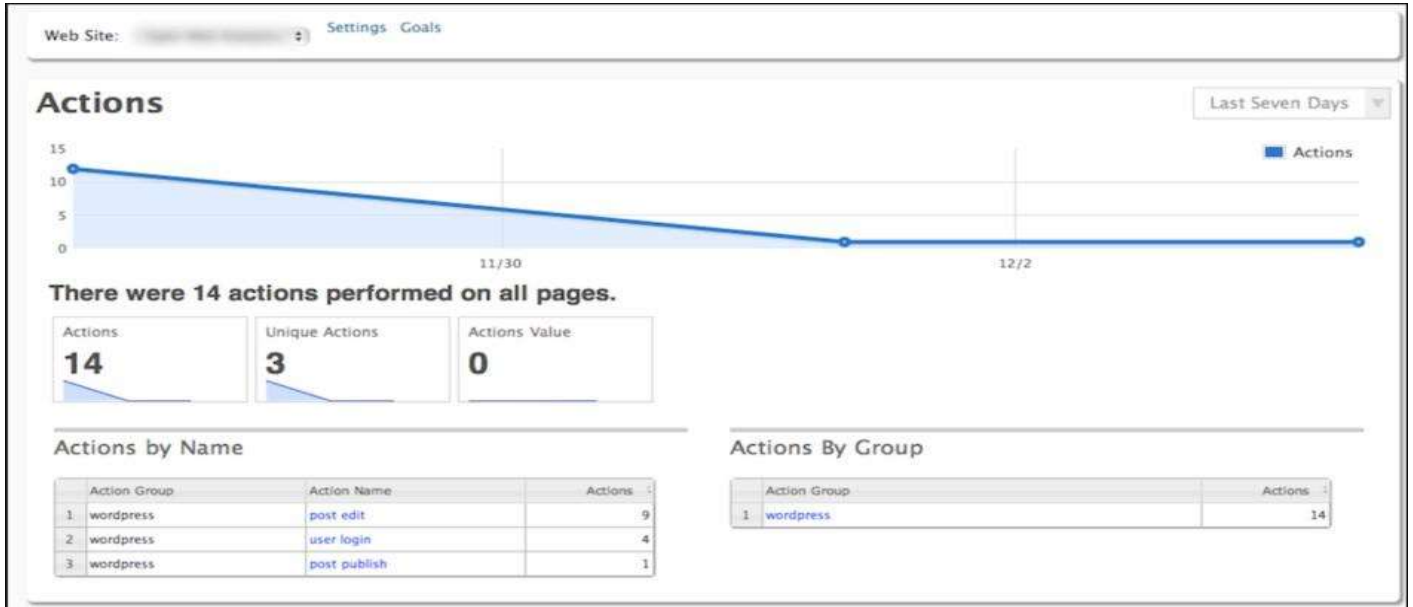 Web Site: Settings Goals
Actions
Last Seven Days
15
Actions
10
5
0
11/30 12/2
There were 14 actions performed on all pages.
Actions Unique Actions Actions Value
14 3 0
Actions by Name Actions By Group
Action Group Action Name Actions Action Group Actions
1 wordpress post edit 9 1 wordpress 14
2 wordpress user login 4
3 wordpress post publish 1